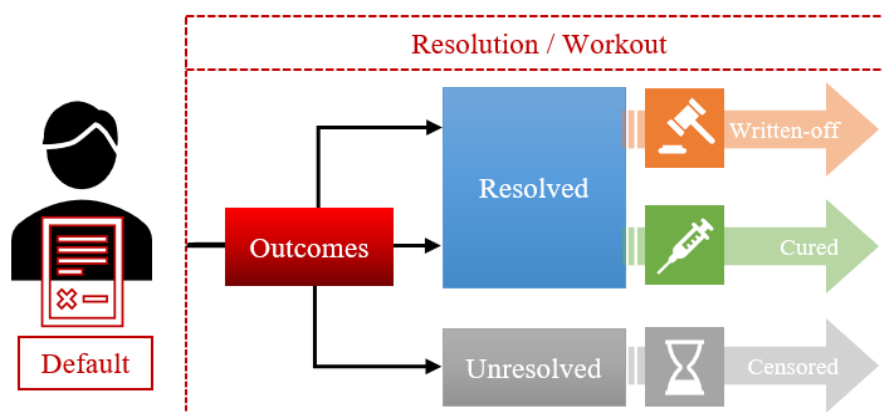 Resolution / Workout
Written-off
Resolved
Outcomes
Cured
Default
Unresolved
Censored